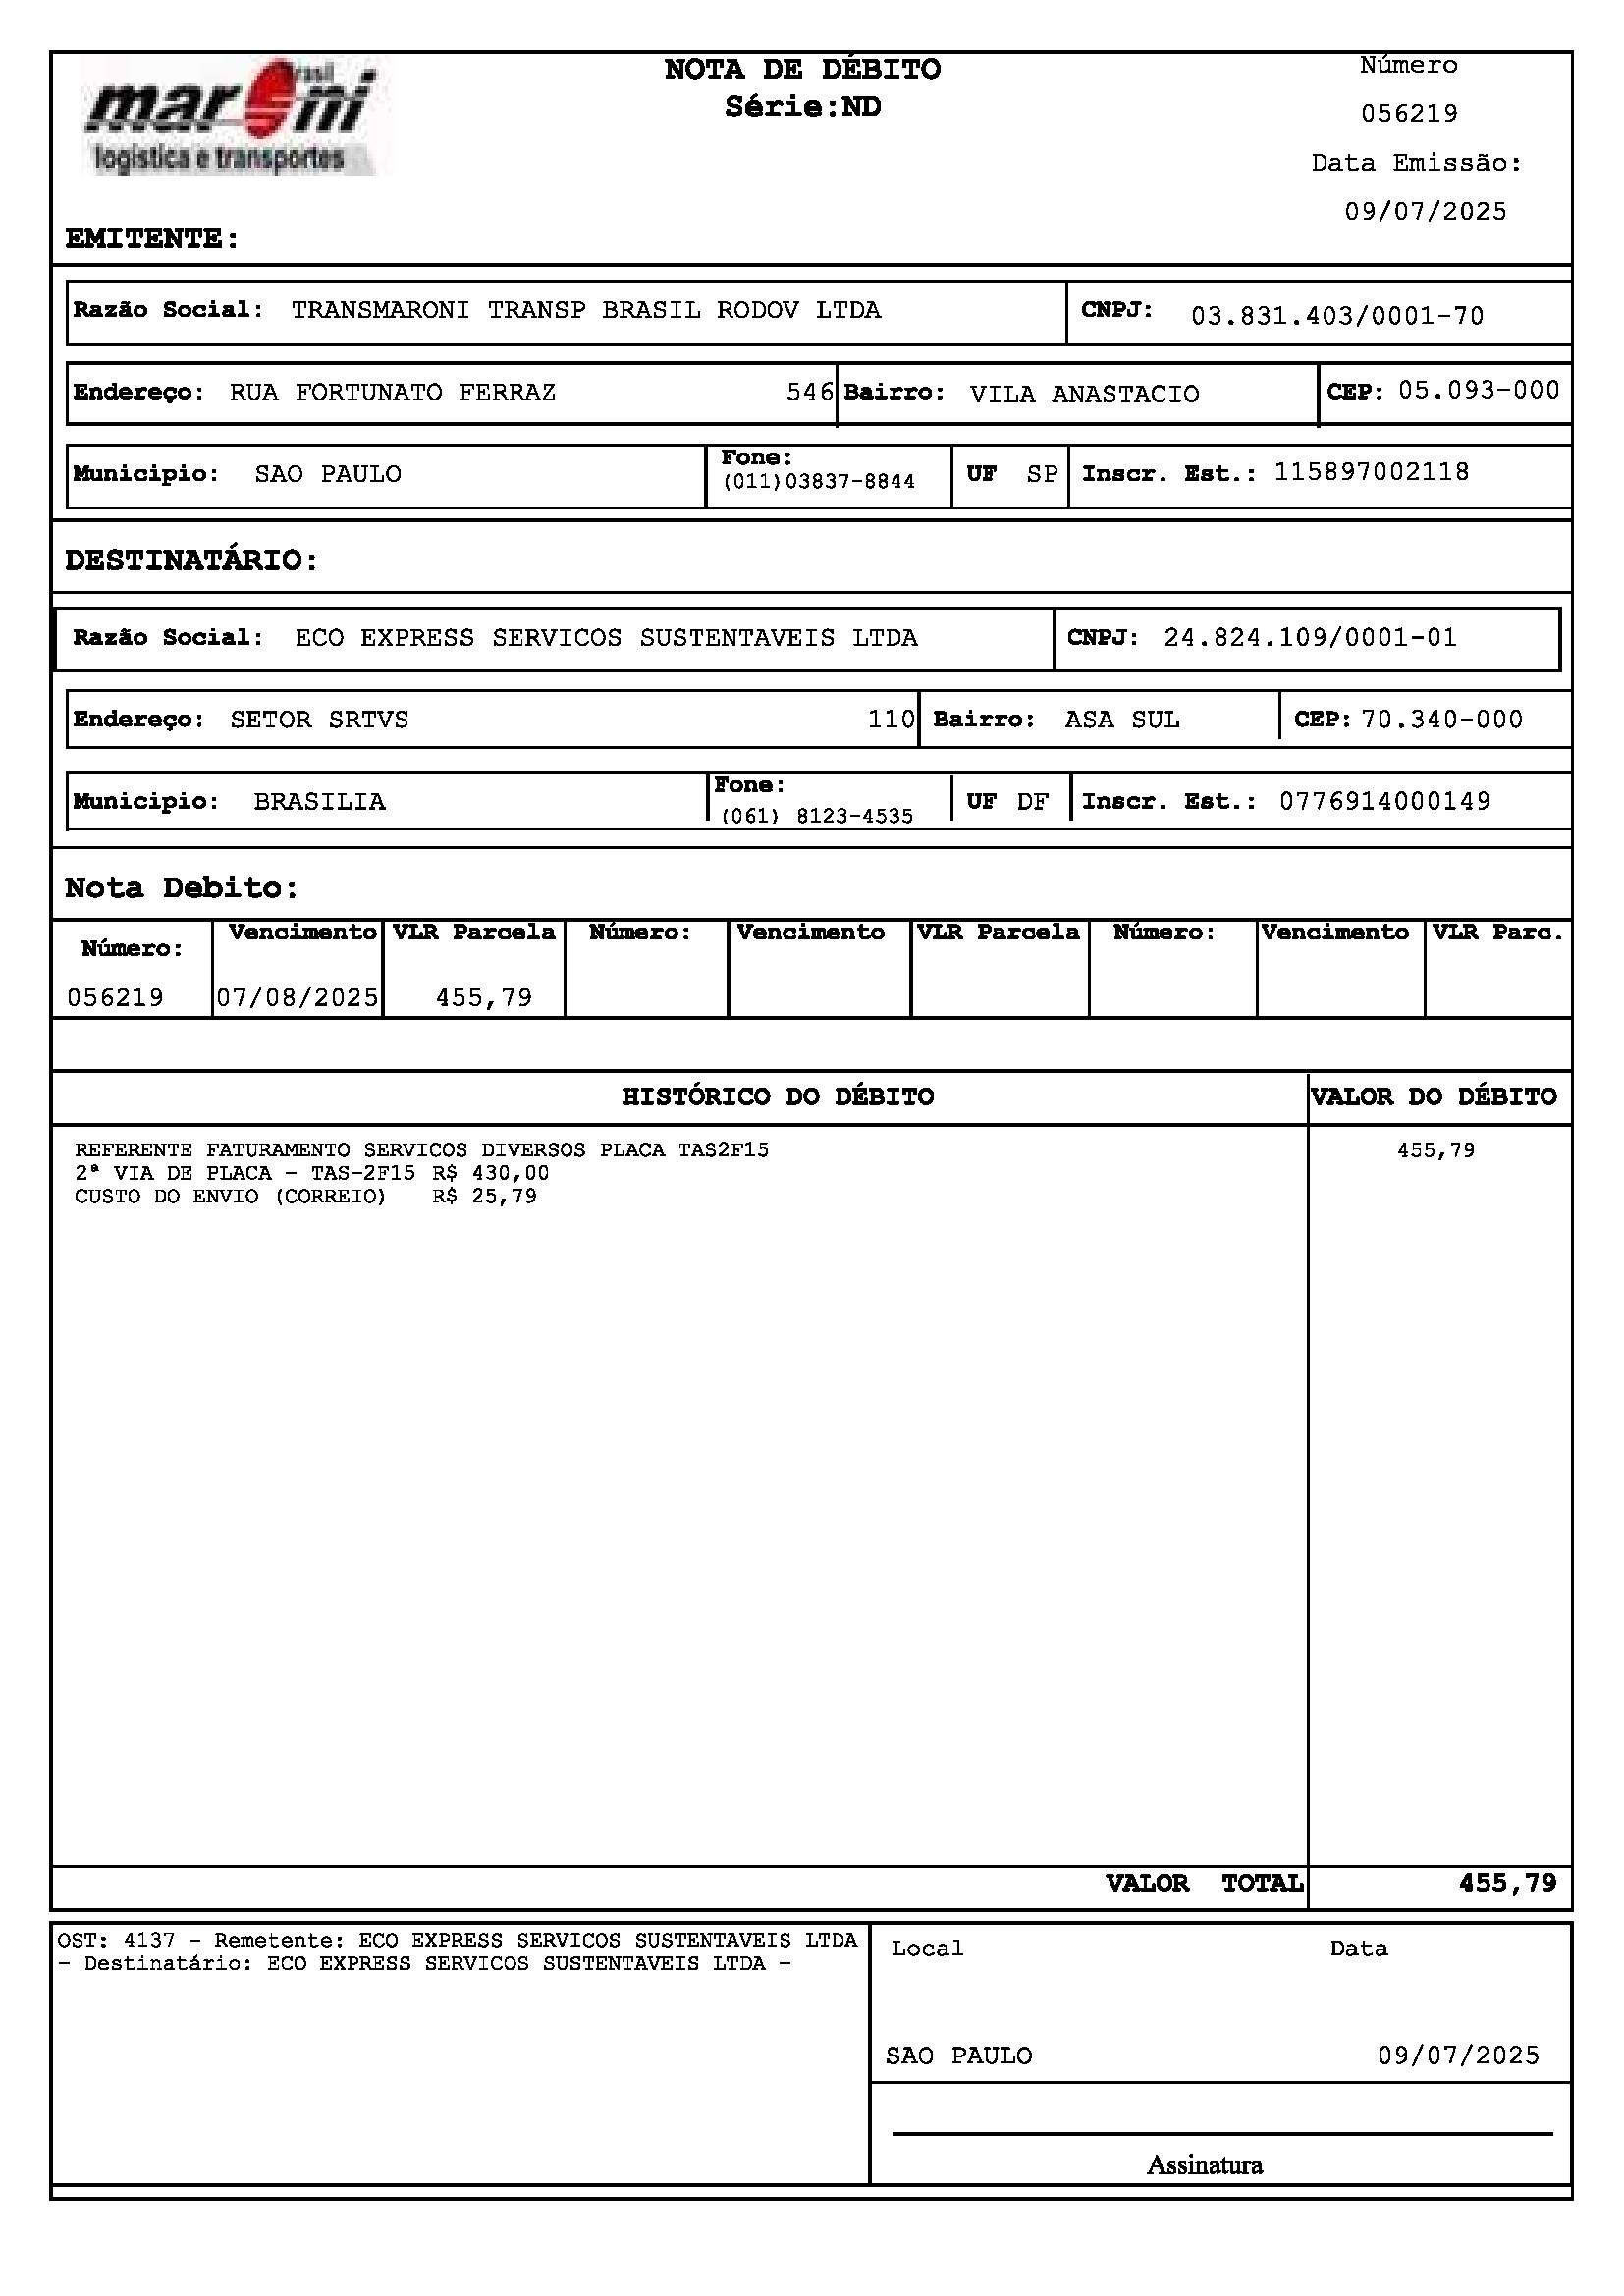 Brasil
maroni
logística e transportes
NOTA DE DÉBITO
Série:ND
Número
056219
Data Emissão:
09/07/2025
EMITENTE:
Razão Social: TRANSMARONI TRANSP BRASIL RODOV LTDA CNPJ: 03.831.403/0001-70
Endereço: RUA FORTUNATO FERRAZ 546 Bairro: VILA ANASTACIO CEP: 05.093-000
Municipio: SAO PAULO Fone: (011)03837-8844 UF SP Inscr. Est.: 115897002118
DESTINATÁRIO:
Razão Social: ECO EXPRESS SERVICOS SUSTENTAVEIS LTDA CNPJ: 24.824.109/0001-01
Endereço: SETOR SRTVS 110 Bairro: ASA SUL CEP: 70.340-000
Municipio: BRASILIA Fone: (061) 8123-4535 UF DF Inscr. Est.: 0776914000149
Nota Debito:
Número: Vencimento VLR Parcela Número: Vencimento VLR Parcela Número: Vencimento VLR Parc.
056219 07/08/2025 455,79
HISTÓRICO DO DÉBITO VALOR DO DÉBITO
REFERENTE FATURAMENTO SERVICOS DIVERSOS PLACA TAS2F15 455,79
2ª VIA DE PLACA - TAS-2F15 R$ 430,00
CUSTO DO ENVIO (CORREIO) R$ 25,79
VALOR TOTAL 455,79
OST: 4137 - Remetente: ECO EXPRESS SERVICOS SUSTENTAVEIS LTDA
- Destinatário: ECO EXPRESS SERVICOS SUSTENTAVEIS LTDA -
Local Data
SAO PAULO 09/07/2025
Assinatura